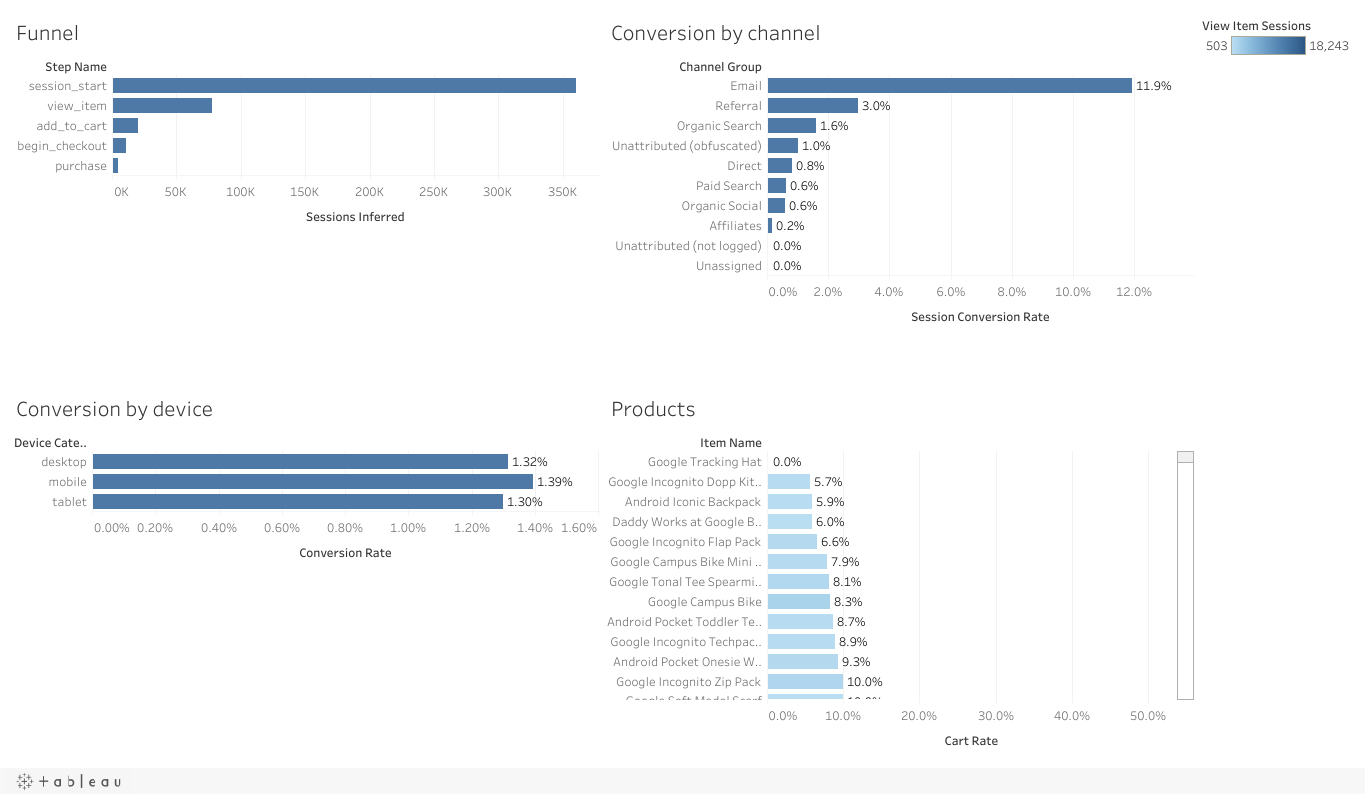 Funnel
Step Name
session_start
view_item
add_to_cart
begin_checkout
purchase
0K 50K 100K 150K 200K 250K 300K 350K
Sessions Inferred
Conversion by channel
Channel Group
Email 11.9%
Referral 3.0%
Organic Search 1.6%
Unattributed (obfuscated) 1.0%
Direct 0.8%
Paid Search 0.6%
Organic Social 0.6%
Affiliates 0.2%
Unattributed (not logged) 0.0%
Unassigned 0.0%
0.0% 2.0% 4.0% 6.0% 8.0% 10.0% 12.0%
Session Conversion Rate
View Item Sessions
503 18,243
Conversion by device
Device Cate..
desktop 1.32%
mobile 1.39%
tablet 1.30%
0.00% 0.20% 0.40% 0.60% 0.80% 1.00% 1.20% 1.40% 1.60%
Conversion Rate
Products
Item Name
Google Tracking Hat 0.0%
Google Incognito Dopp Kit.. 5.7%
Android Iconic Backpack 5.9%
Daddy Works at Google B.. 6.0%
Google Incognito Flap Pack 6.6%
Google Campus Bike Mini .. 7.9%
Google Tonal Tee Spearmi.. 8.1%
Google Campus Bike 8.3%
Android Pocket Toddler Te.. 8.7%
Google Incognito Techpac.. 8.9%
Android Pocket Onesie W.. 9.3%
Google Incognito Zip Pack 10.0%
0.0% 10.0% 20.0% 30.0% 40.0% 50.0%
Cart Rate
+ableau